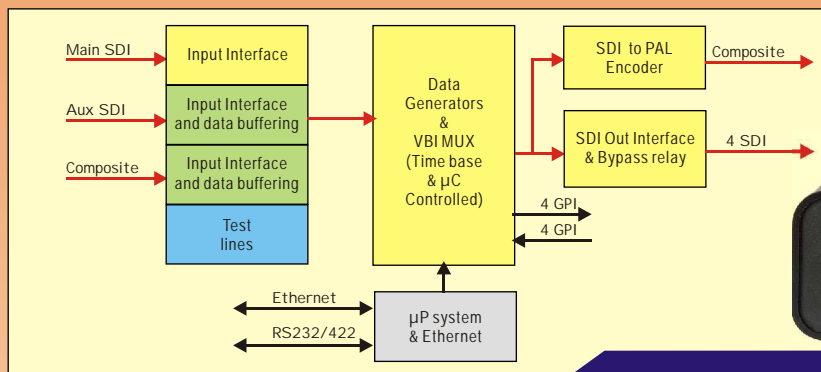 Main SDI
Input Interface
Aux SDI
Input Interface
and data buffering
Composite
Input Interface
and data buffering
Test
lines
Data
Generators
&
VBI MUX
(Time base
& µC
Controlled)
SDI to PAL
Encoder
Composite
SDI Out Interface
& Bypass relay
4 SDI
4 GPI
4 GPI
Ethernet
RS232/422
µP system
& Ethernet